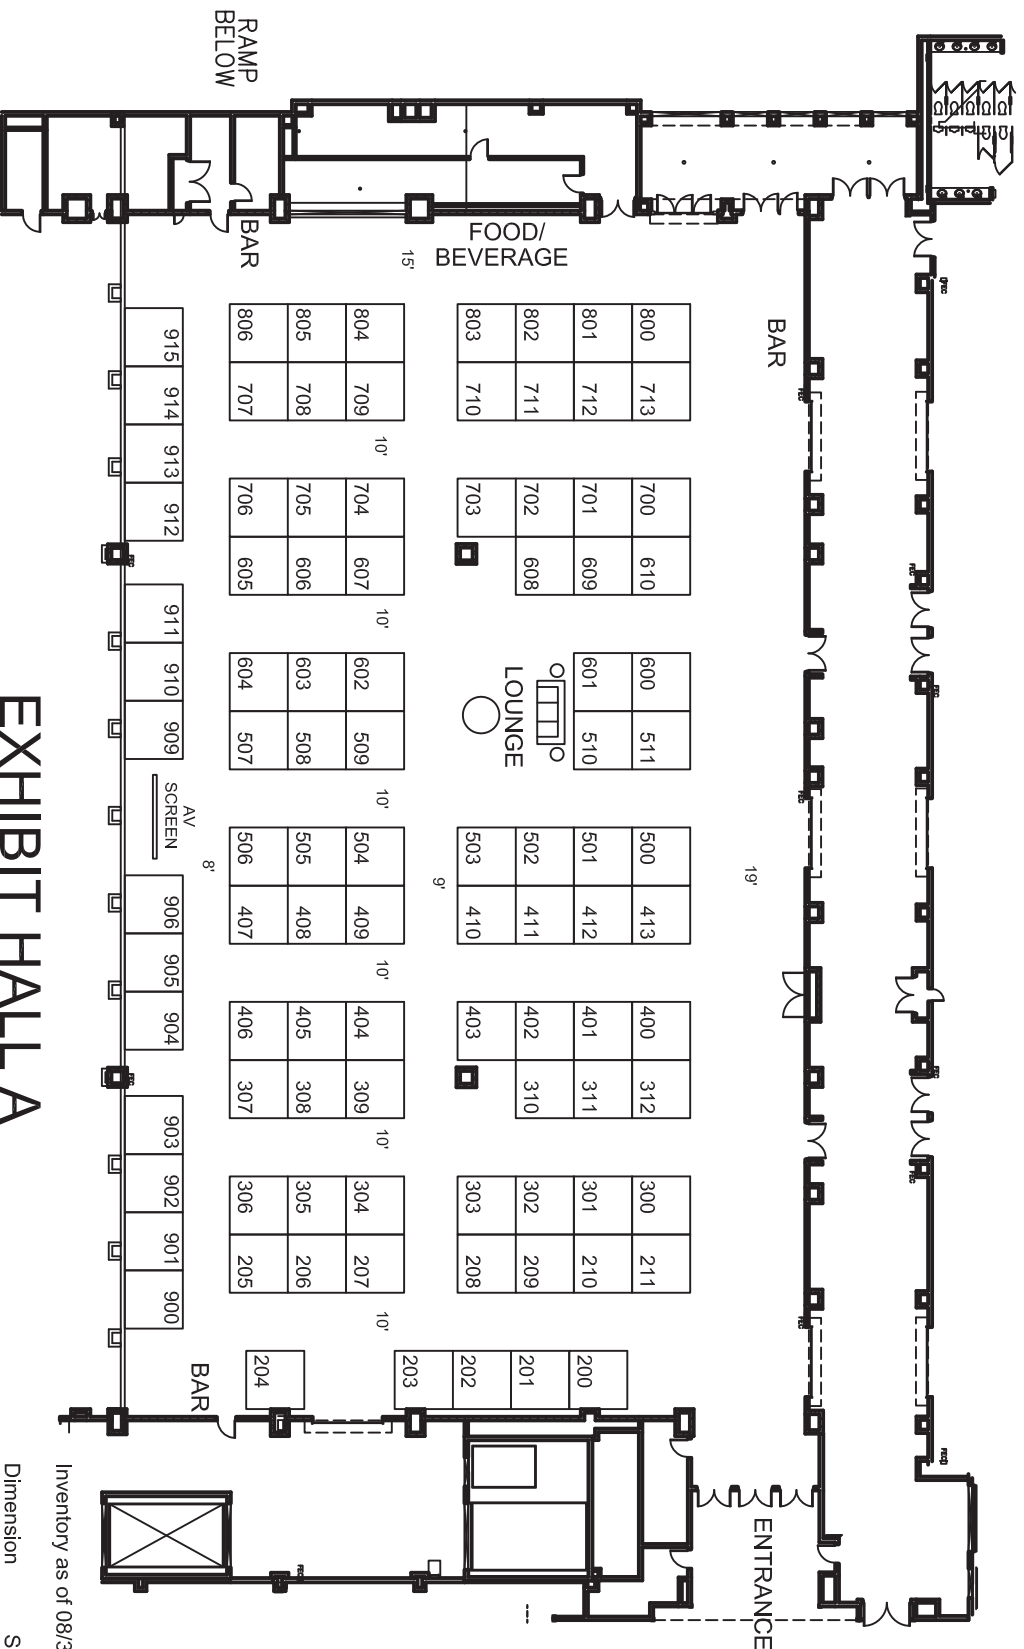 BAR
ENTRANCE
19'
800 713 700 610 600 511 500 413 400 312 300 211
801 712 701 609 601 510 501 412 401 311 301 210 200
802 711 702 608 502 411 402 310 302 209 201
LOUNGE
FOOD/
BEVERAGE
803 710 703 503 410 403 303 208 202
9'
15'
203
10' 10' 10' 10' 10' 10'
804 709 704 607 602 509 504 409 404 309 304 207
805 708 705 606 603 508 505 408 405 308 305 206
204
806 707 706 605 604 507 506 407 406 307 306 205
RAMP
BELOW
BAR
8'
BAR
AV
SCREEN
915 914 913 912 911 910 909 906 905 904 903 902 901 900
EXHIBIT HALL A
Inventory as of 08/3
Dimension S